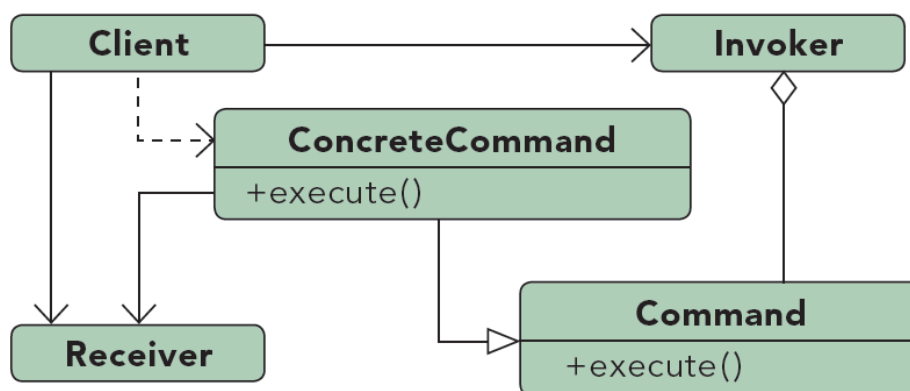 Client
Invoker
ConcreteCommand
+execute()
Command
+execute()
Receiver